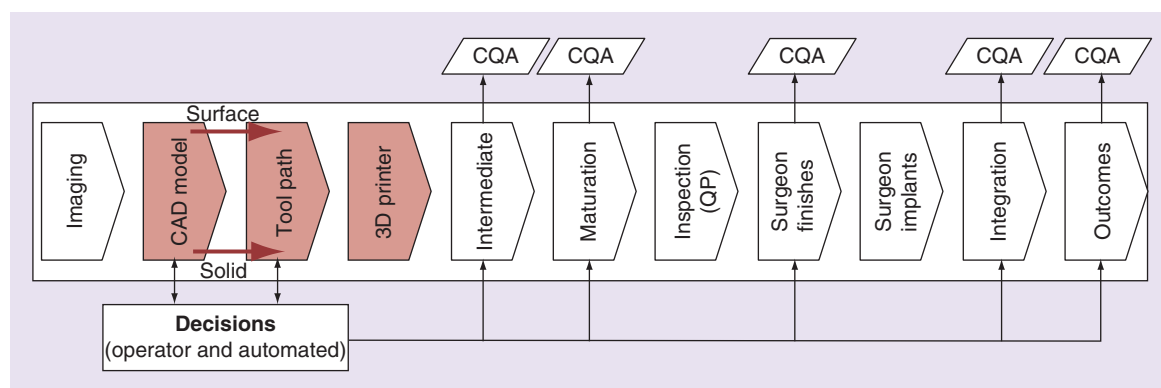 CQA
CQA
CQA
CQA
CQA
Surface
Imaging
CAD model
Tool path
3D printer
Intermediate
Maturation
Inspection
(QP)
Surgeon
finishes
Surgeon
implants
Integration
Outcomes
Solid
Decisions
(operator and automated)